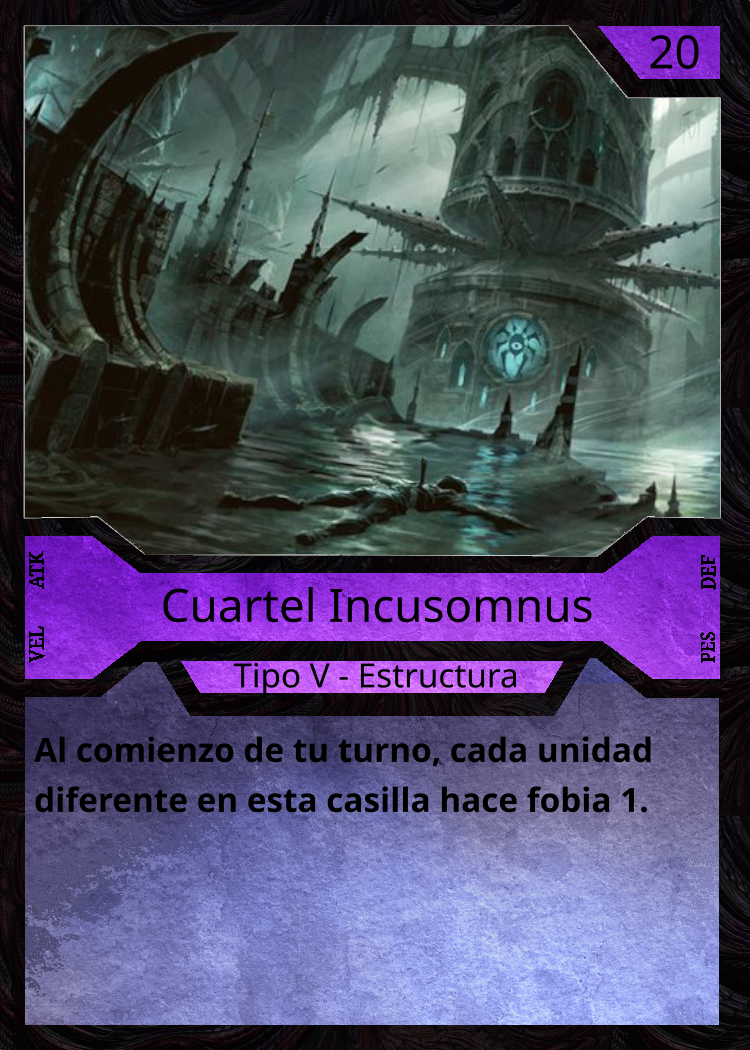 20
ATK
DEF
Cuartel Incusomnus
VEL
PES
Tipo V - Estructura
Al comienzo de tu turno, cada unidad
diferente en esta casilla hace fobia 1.